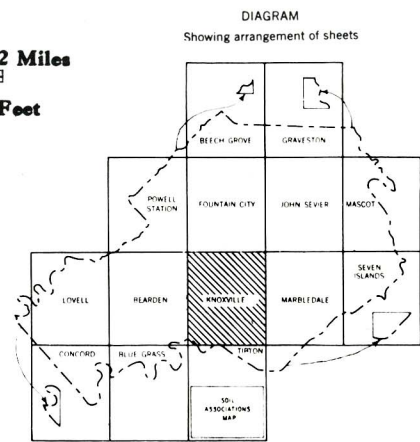 DIAGRAM
Showing arrangement of sheets
2 Miles
Feet
BEECH GROVE
GRAVESTON
POWELL
STATION
FOUNTAIN CITY
JOHN SEVIER
MASCOT
LOVELL
BEARDEN
KNOXVILLE
MARBLEDALE
SEVEN
ISLANDS
CONCORD
BLUE GRASS
TIPTON
SOIL
ASSOCIATIONS
MAP